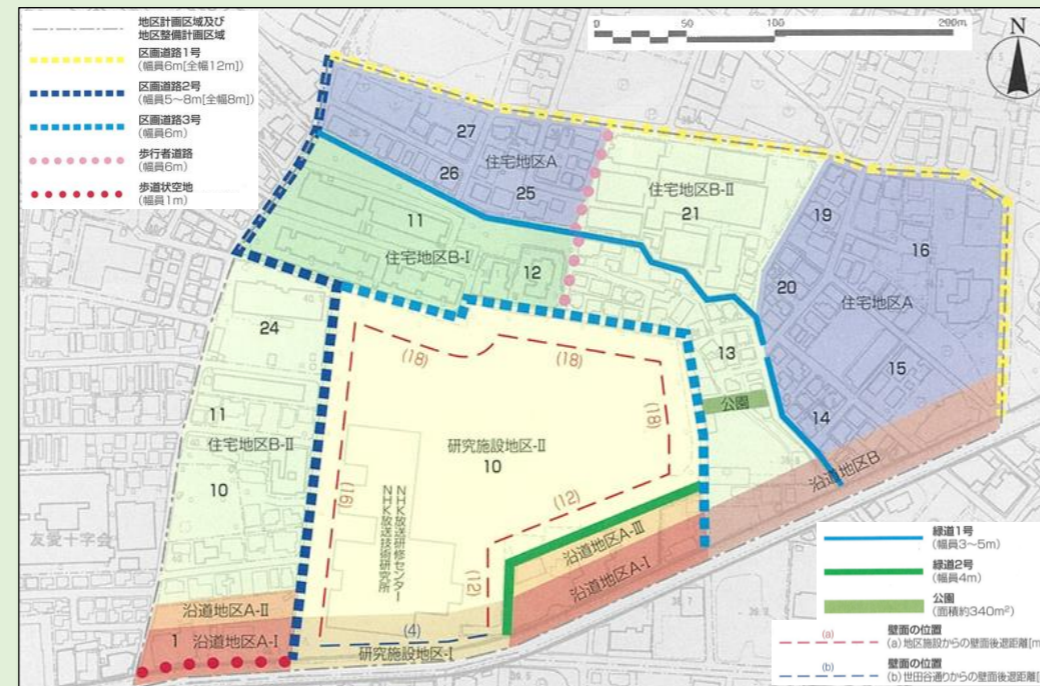 地区計画区域及び
地区整備計画区域
区画道路1号
(幅員6m[全幅12m])
区画道路2号
(幅員5~8m[全幅8m])
区画道路3号
(幅員6m)
歩行者道路
(幅員6m)
歩道状空地
(幅員1m)
0 50 100 200m
N
27
住宅地区A
26
25
住宅地区B-II
21
19
16
11
住宅地区B-I
12
20
住宅地区A
24
13
15
(18)
(18)
(18)
公園
14
11
住宅地区B-II
10
研究施設地区-II
10
(16)
NHK放送研修センター
NHK放送技術研究所
(12)
沿道地区B
友愛十字会
沿道地区A-III
(12)
沿道地区A-I
沿道地区A-II
1 沿道地区A-I
(4)
研究施設地区-I
緑道1号
(幅員3~5m)
緑道2号
(幅員4m)
公園
(面積約340m²)
(a) 壁面の位置
(a) 地区施設からの壁面後退距離[m
(b) 壁面の位置
(b) 世田谷通りからの壁面後退距離[